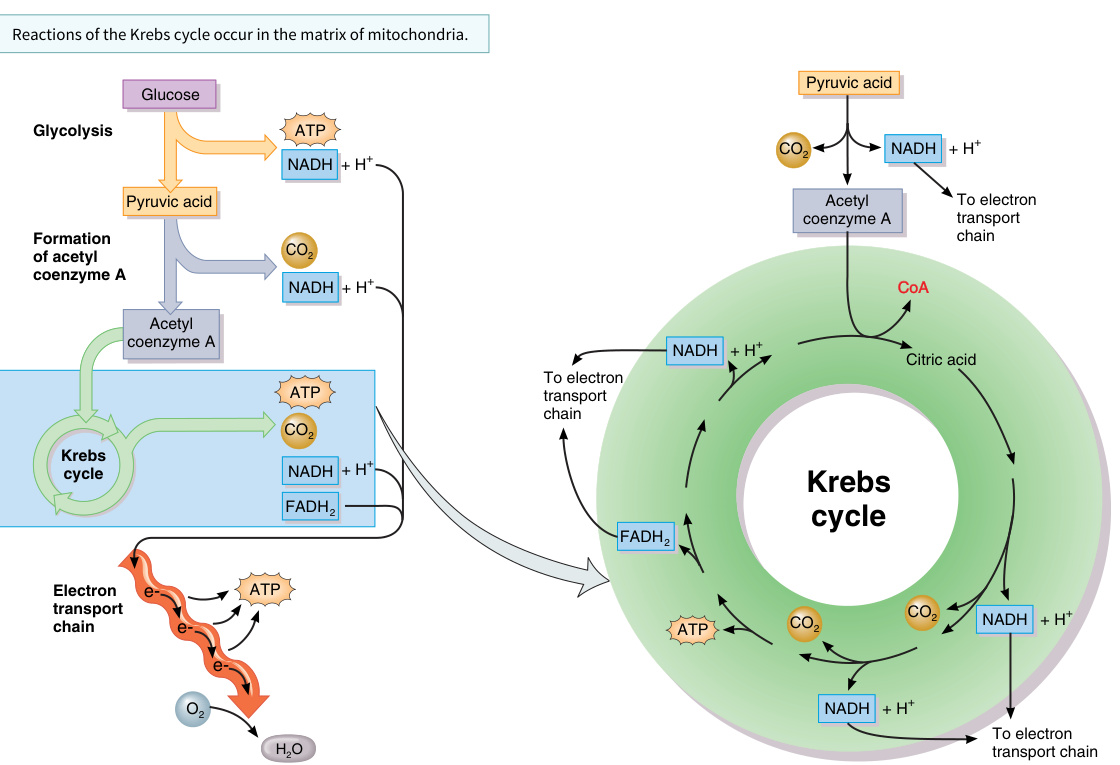 Reactions of the Krebs cycle occur in the matrix of mitochondria.
Glucose
Glycolysis
ATP
NADH + H⁺
Pyruvic acid
Formation
of acetyl
coenzyme A
CO₂
NADH + H⁺
Acetyl
coenzyme A
ATP
CO₂
Krebs
cycle
NADH + H⁺
FADH₂
Electron
transport
chain
e-
e-
e-
ATP
O₂
H₂O
Pyruvic acid
CO₂
NADH + H⁺
Acetyl
coenzyme A
To electron
transport
chain
CoA
NADH + H⁺
Citric acid
To electron
transport
chain
Krebs
cycle
FADH₂
ATP
CO₂
CO₂
NADH + H⁺
NADH + H⁺
To electron
transport chain